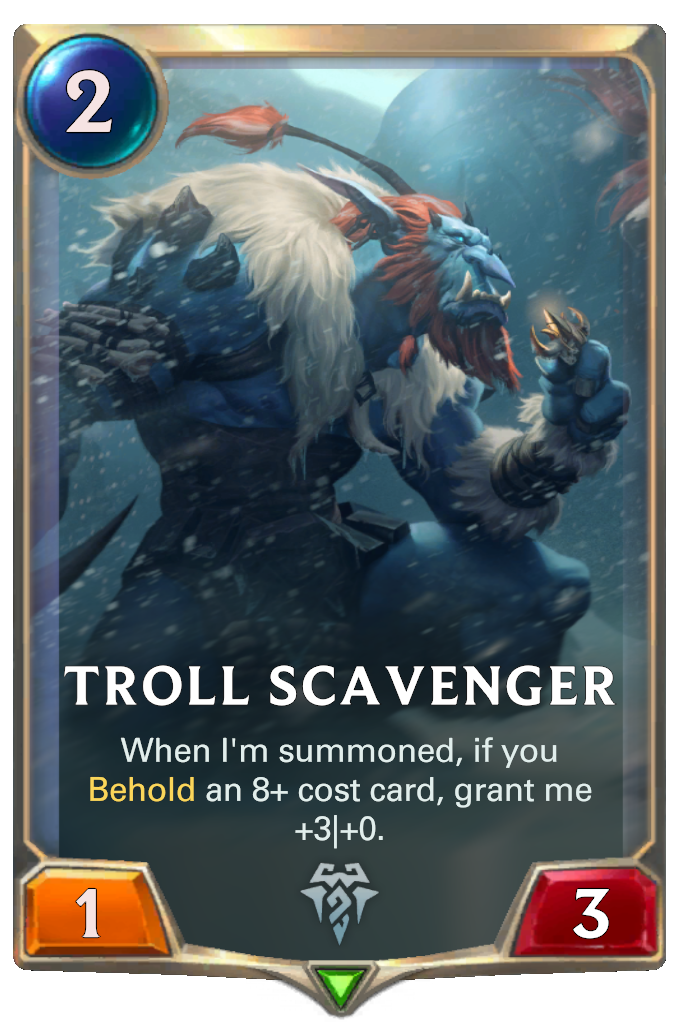 2
TROLL SCAVENGER
When I'm summoned, if you
Behold an 8+ cost card, grant me
+3|+0.
1
3